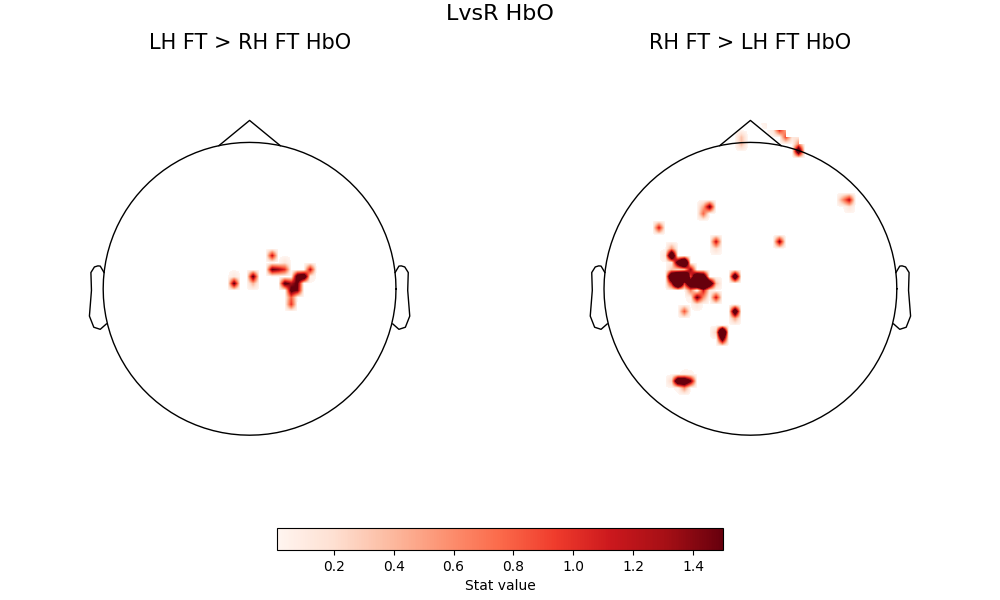 LvsR HbO
LH FT > RH FT HbO
RH FT > LH FT HbO
0.2 0.4 0.6 0.8 1.0 1.2 1.4
Stat value